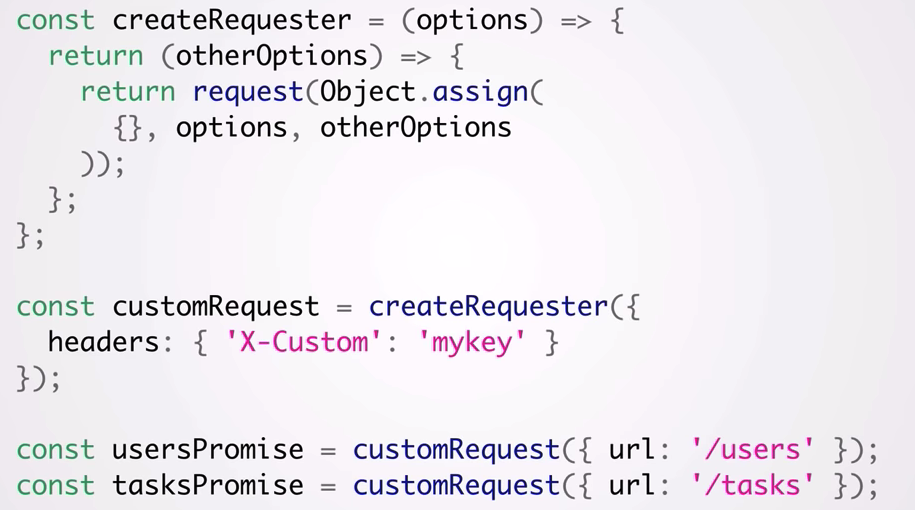 const createRequester = (options) => {
  return (otherOptions) => {
    return request(Object.assign(
      {}, options, otherOptions
    ));
  };
};

const customRequest = createRequester({
  headers: { 'X-Custom': 'mykey' }
});

const usersPromise = customRequest({ url: '/users' });
const tasksPromise = customRequest({ url: '/tasks' });